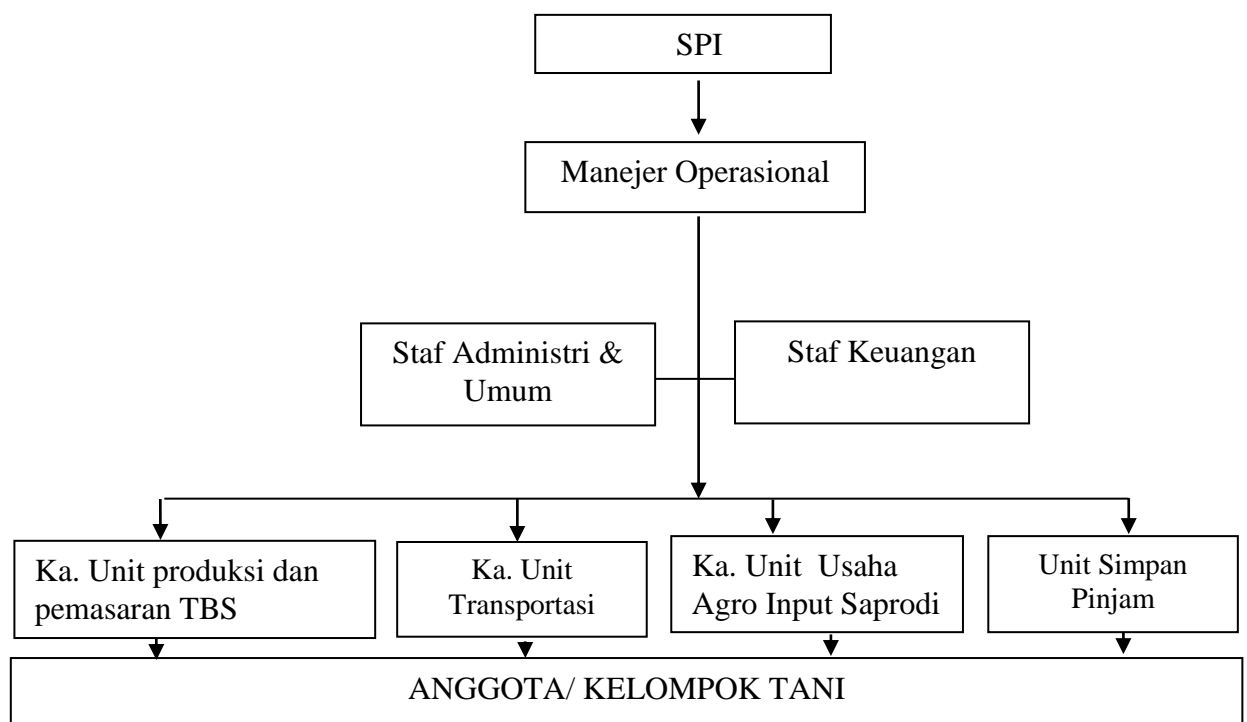 SPI
Manejer Operasional
Staf Administri &
Umum
Staf Keuangan
Ka. Unit produksi dan
pemasaran TBS
Ka. Unit
Transportasi
Ka. Unit  Usaha
Agro Input Saprodi
Unit Simpan
Pinjam
ANGGOTA/ KELOMPOK TANI